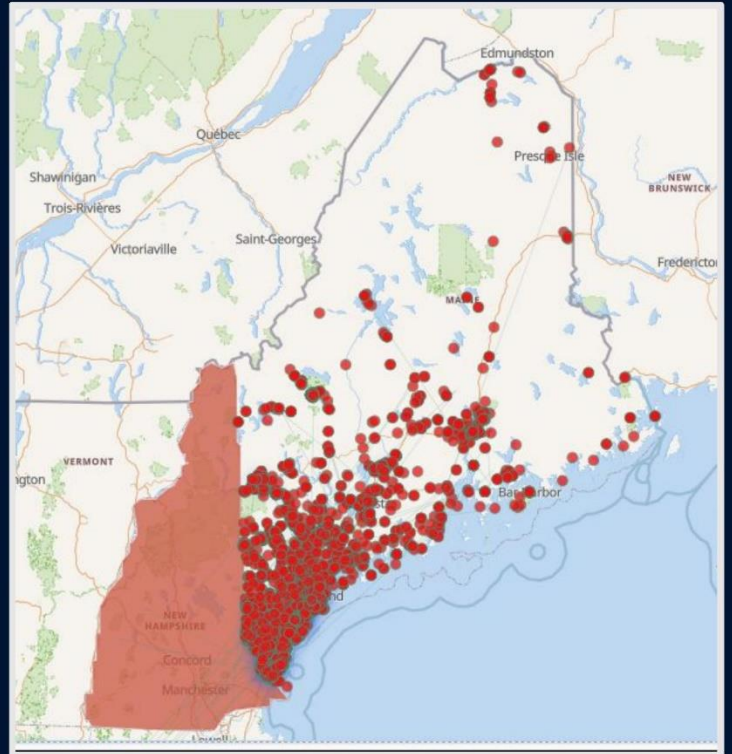 Edmundston
Québec
Presque Isle
Shawinigan
NEW
BRUNSWICK
Trois-Rivières
Victoriaville
Saint-Georges
Fredericton
MAINE
VERMONT
Bar Harbor
NEW
HAMPSHIRE
Concord
Manchester